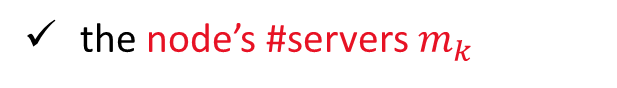 ✓ the node’s #servers $m_k$